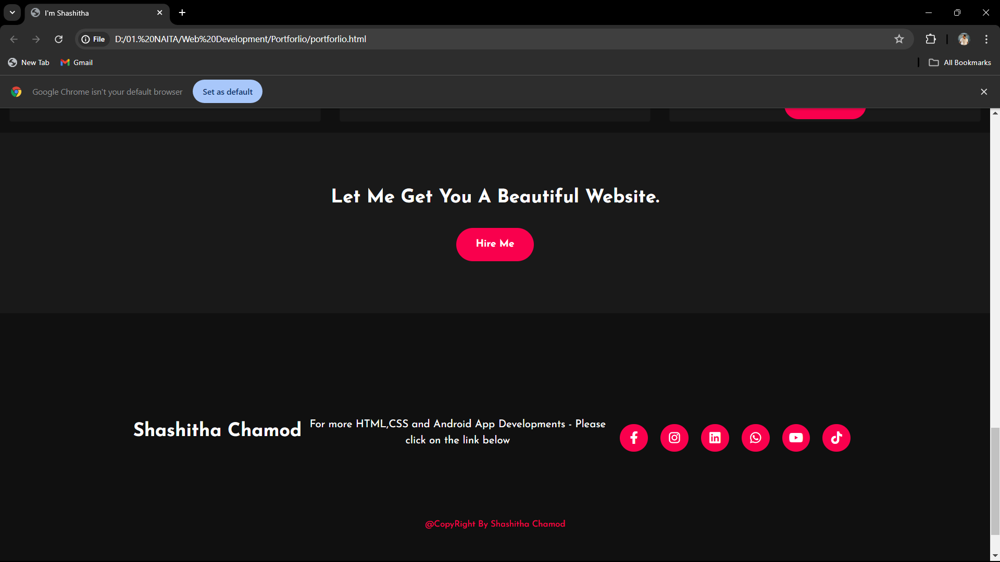 I'm Shashitha
File
D:/01.%20NAITA/Web%20Development/Portforlio/portforlio.html
New Tab
Gmail
All Bookmarks
Google Chrome isn't your default browser
Set as default
Let Me Get You A Beautiful Website.
Hire Me
Shashitha Chamod
For more HTML,CSS and Android App Developments - Please
click on the link below
@CopyRight By Shashitha Chamod